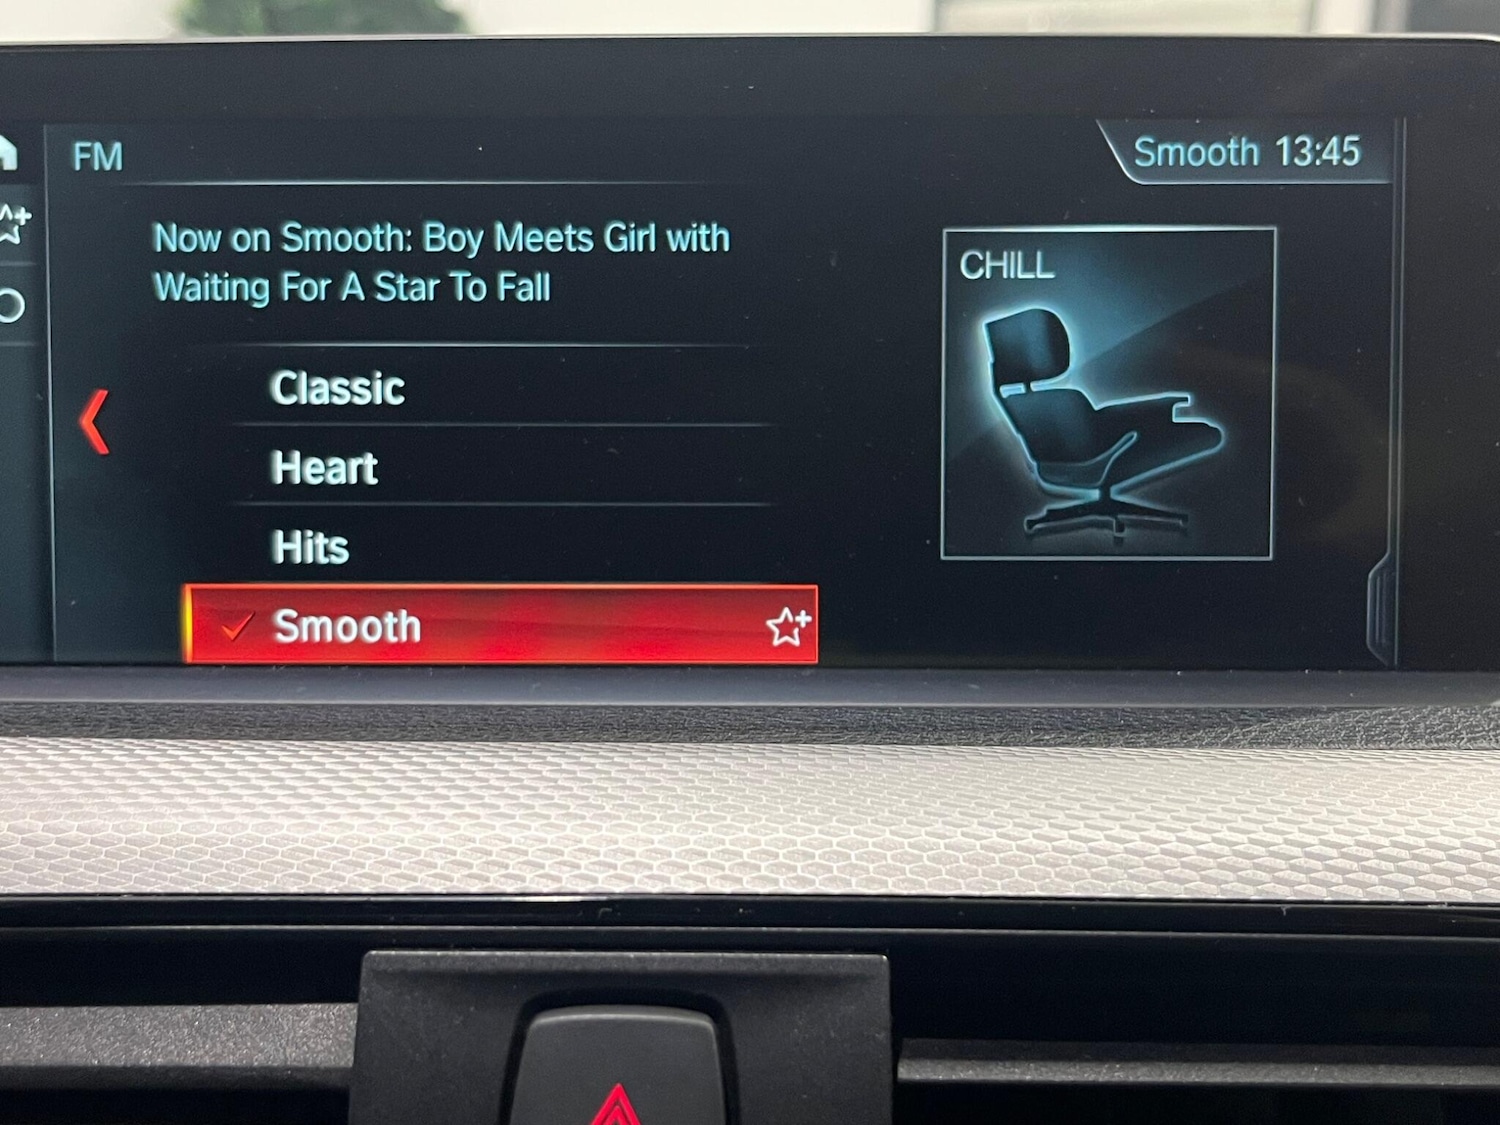 FM
Smooth 13:45
Now on Smooth: Boy Meets Girl with
Waiting For A Star To Fall
CHILL
Classic
Heart
Hits
Smooth